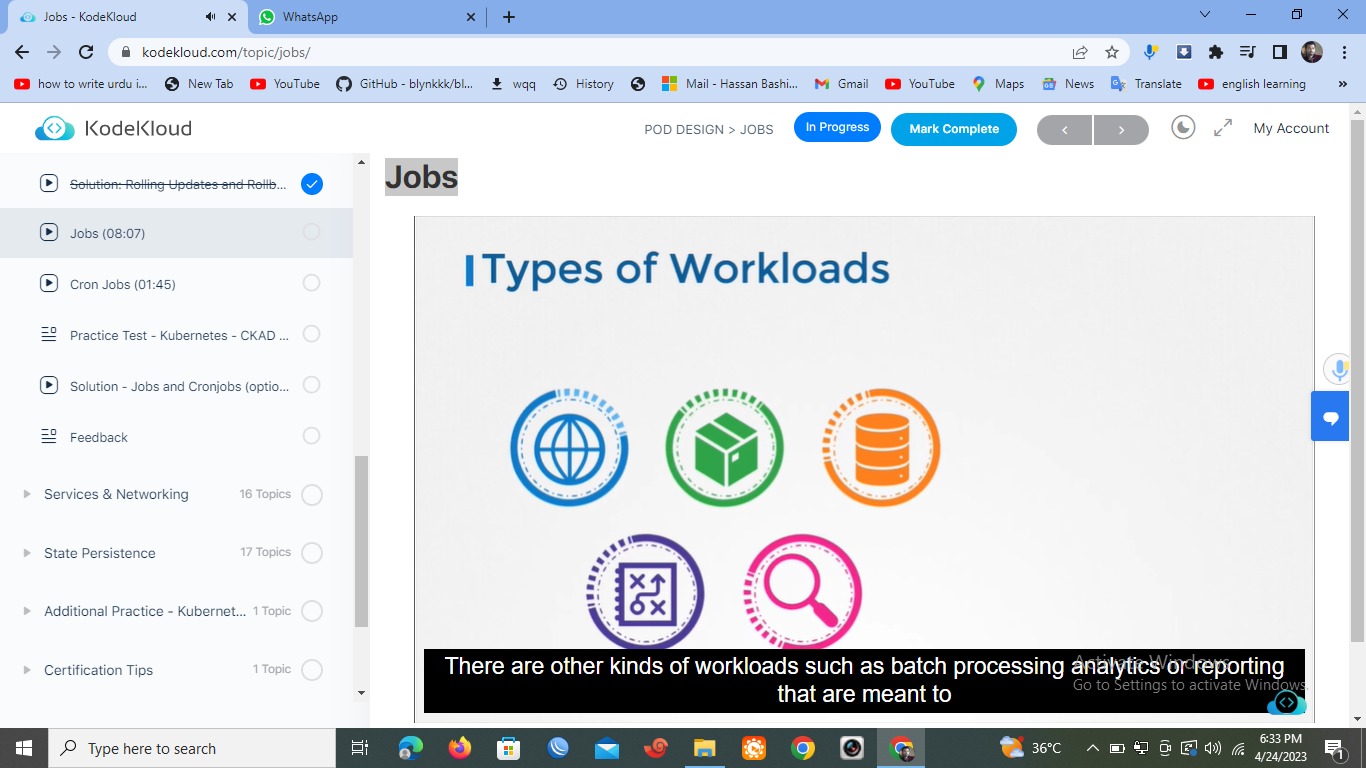 Jobs - KodeKloud
WhatsApp
kodekloud.com/topic/jobs/
how to write urdu i...
New Tab
YouTube
GitHub - blynkkk/bl...
wqq
History
Mail - Hassan Bashi...
Gmail
YouTube
Maps
News
Translate
english learning
KodeKloud
POD DESIGN > JOBS
In Progress
Mark Complete
My Account
Solution: Rolling Updates and Rollb...
Jobs (08:07)
Cron Jobs (01:45)
Practice Test - Kubernetes - CKAD ...
Solution - Jobs and Cronjobs (optio...
Feedback
Services & Networking 16 Topics
State Persistence 17 Topics
Additional Practice - Kubernet... 1 Topic
Certification Tips 1 Topic
Jobs
Types of Workloads
There are other kinds of workloads such as batch processing analytics or reporting
that are meant to
Activate Windows
Go to Settings to activate Windows.
Type here to search
36°C
6:33 PM
4/24/2023
1